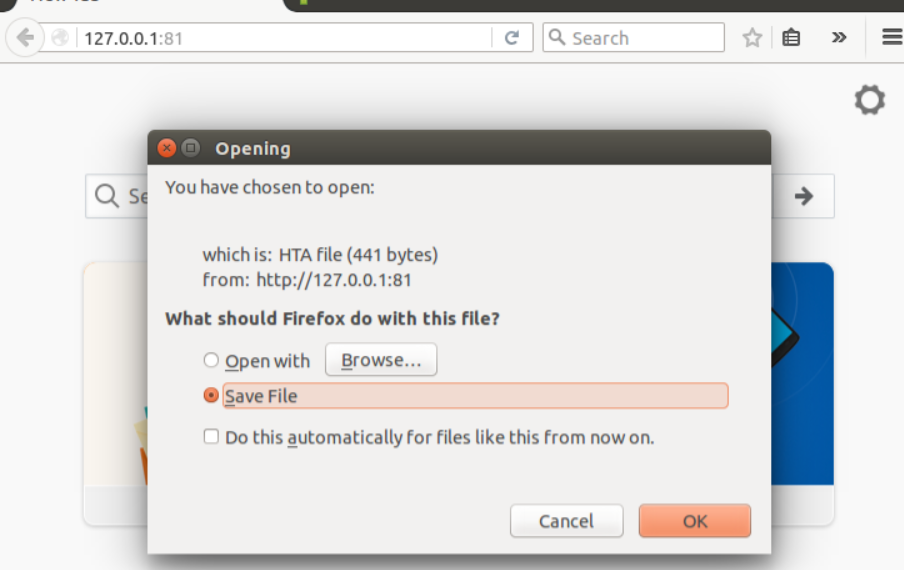 127.0.0.1:81
Search
Opening
You have chosen to open:
which is: HTA file (441 bytes)
from: http://127.0.0.1:81
What should Firefox do with this file?
Open with Browse...
Save File
Do this automatically for files like this from now on.
Cancel OK